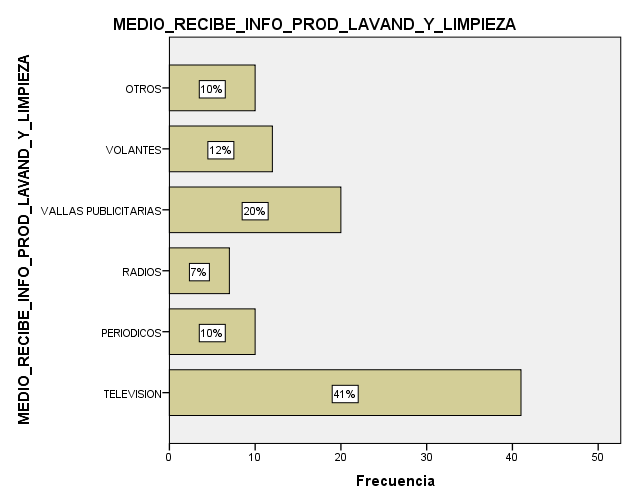 MEDIO_RECIBE_INFO_PROD_LAVAND_Y_LIMPIEZA
MEDIO_RECIBE_INFO_PROD_LAVAND_Y_LIMPIEZA
OTROS
10%
VOLANTES
12%
VALLAS PUBLICITARIAS
20%
RADIOS
7%
PERIODICOS
10%
TELEVISION
41%
0 10 20 30 40 50
Frecuencia